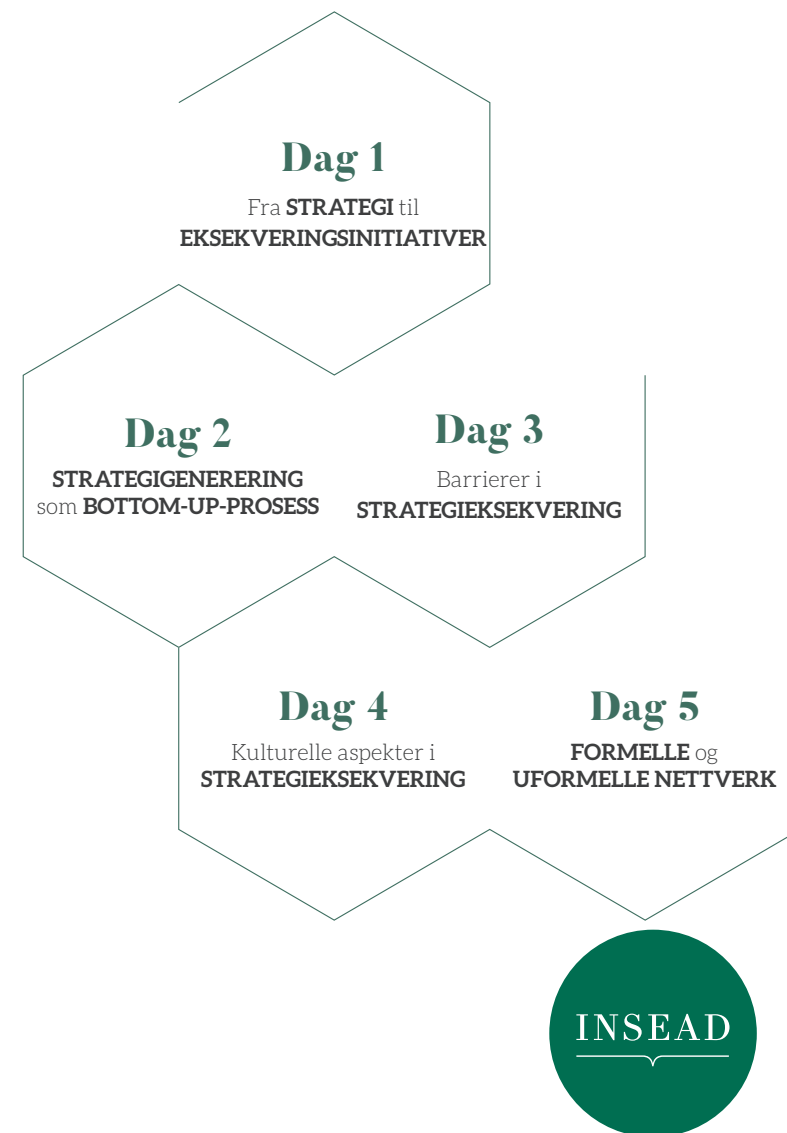 Dag 1
Fra STRATEGI til
EKSEKVERINGSINITIATIVER
Dag 2
STRATEGIGENERERING
som BOTTOM-UP-PROSESS
Dag 3
Barrierer i
STRATEGIEKSEKVERING
Dag 4
Kulturelle aspekter i
STRATEGIEKSEKVERING
Dag 5
FORMELLE og
UFORMELLE NETTVERK
INSEAD